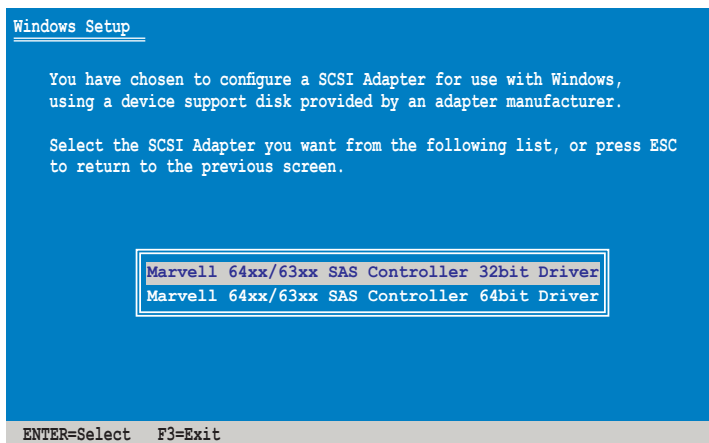 Windows Setup
You have chosen to configure a SCSI Adapter for use with Windows,
using a device support disk provided by an adapter manufacturer.
Select the SCSI Adapter you want from the following list, or press ESC
to return to the previous screen.
Marvell 64xx/63xx SAS Controller 32bit Driver
Marvell 64xx/63xx SAS Controller 64bit Driver
ENTER=Select F3=Exit